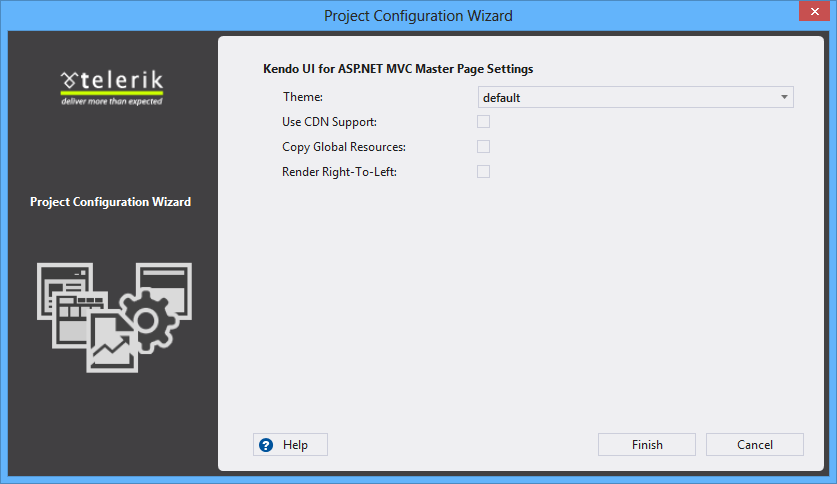 Project Configuration Wizard
telerik
deliver more than expected
Project Configuration Wizard
Kendo UI for ASP.NET MVC Master Page Settings
Theme: default
Use CDN Support:
Copy Global Resources:
Render Right-To-Left:
? Help Finish Cancel